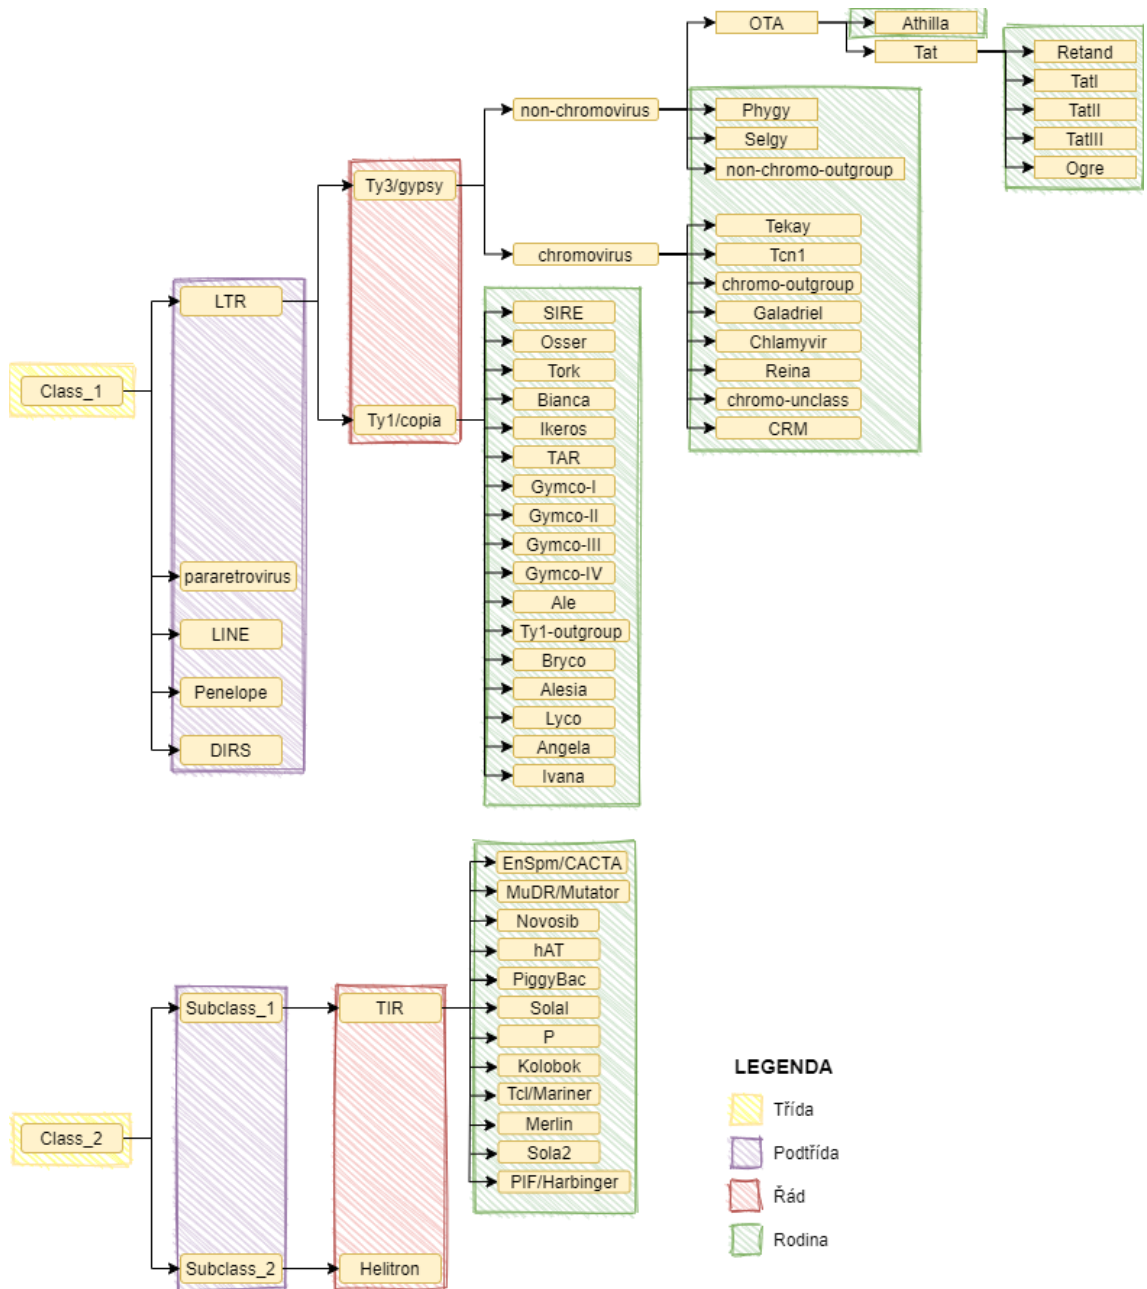 OTA
Athilla
Tat
Retand
TatI
TatII
TatIII
Ogre
non-chromovirus
Phygy
Selgy
non-chromo-outgroup
Ty3/gypsy
chromovirus
Tekay
Tcn1
chromo-outgroup
Galadriel
Chlamyvir
Reina
chromo-unclass
CRM
LTR
Class_1
Ty1/copia
SIRE
Osser
Tork
Bianca
Ikeros
TAR
Gymco-I
Gymco-II
Gymco-III
Gymco-IV
Ale
Ty1-outgroup
Bryco
Alesia
Lyco
Angela
Ivana
pararetrovirus
LINE
Penelope
DIRS
EnSpm/CACTA
MuDR/Mutator
Novosib
hAT
PiggyBac
SolaI
P
Kolobok
Tcl/Mariner
Merlin
Sola2
PIF/Harbinger
Subclass_1
TIR
Class_2
Subclass_2
Helitron
LEGENDA
Třída
Podtřída
Řád
Rodina